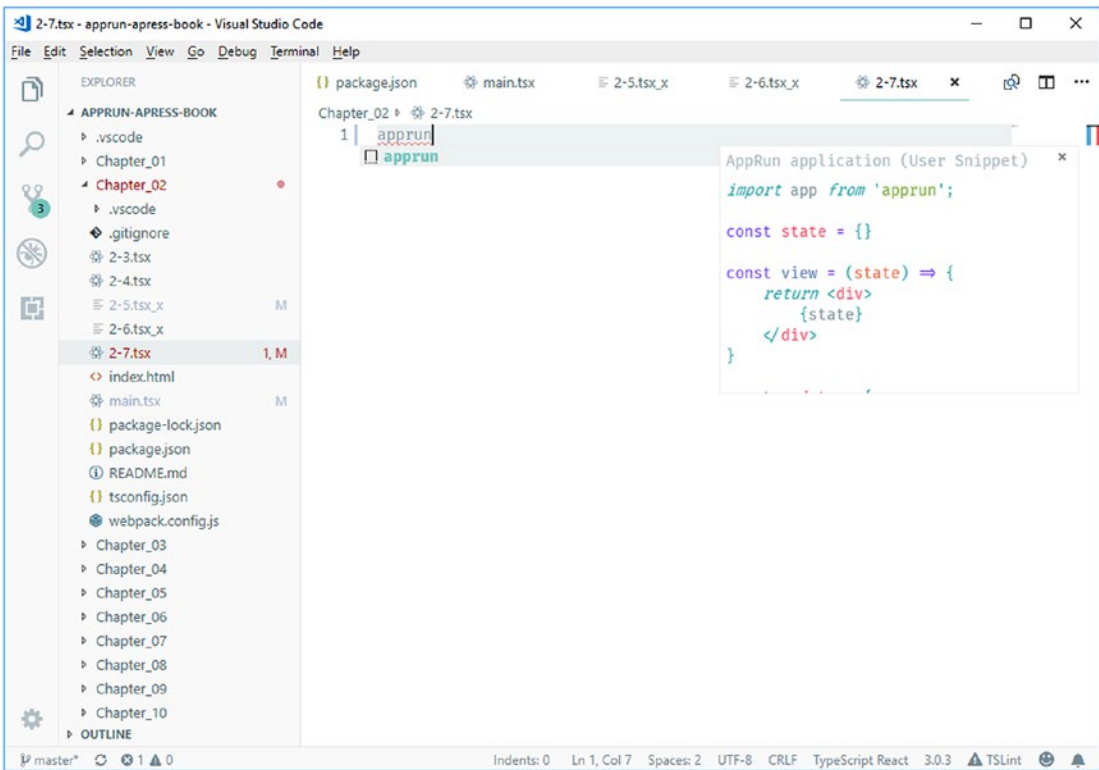 2-7.tsx - apprun-apress-book - Visual Studio Code
File Edit Selection View Go Debug Terminal Help
EXPLORER
APPRUN-APRESS-BOOK
.vscode
Chapter_01
Chapter_02
.vscode
.gitignore
2-3.tsx
2-4.tsx
2-5.tsx_x M
2-6.tsx_x
2-7.tsx 1, M
index.html
main.tsx M
package-lock.json
package.json
README.md
tsconfig.json
webpack.config.js
Chapter_03
Chapter_04
Chapter_05
Chapter_06
Chapter_07
Chapter_08
Chapter_09
Chapter_10
OUTLINE
3
{} package.json main.tsx 2-5.tsx_x 2-6.tsx_x 2-7.tsx
Chapter_02 2-7.tsx
1 apprun
apprun
AppRun application (User Snippet)
import app from 'apprun';
const state = {}
const view = (state) => {
return <div>
{state}
</div>
}
master* 1 0 Indents: 0 Ln 1, Col 7 Spaces: 2 UTF-8 CRLF TypeScript React 3.0.3 TSLint